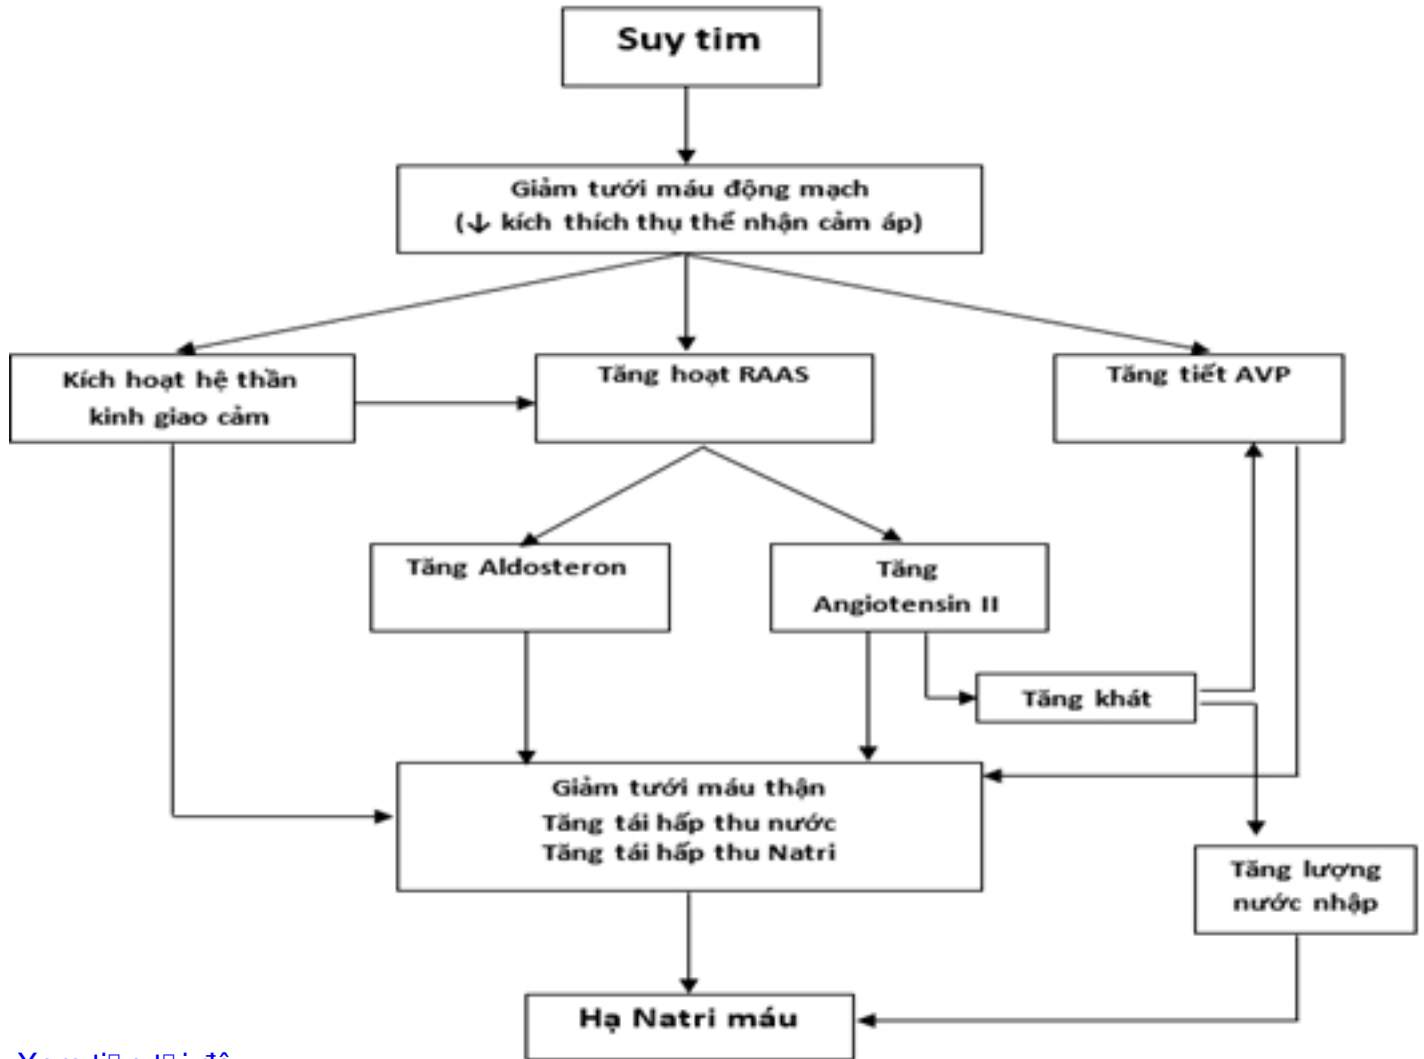 Suy tim
Giảm tưới máu động mạch
(↓ kích thích thụ thể nhận cảm áp)
Kích hoạt hệ thần
kinh giao cảm
Tăng hoạt RAAS
Tăng tiết AVP
Tăng Aldosteron
Tăng
Angiotensin II
Tăng khát
Giảm tưới máu thận
Tăng tái hấp thu nước
Tăng tái hấp thu Natri
Tăng lượng
nước nhập
Hạ Natri máu